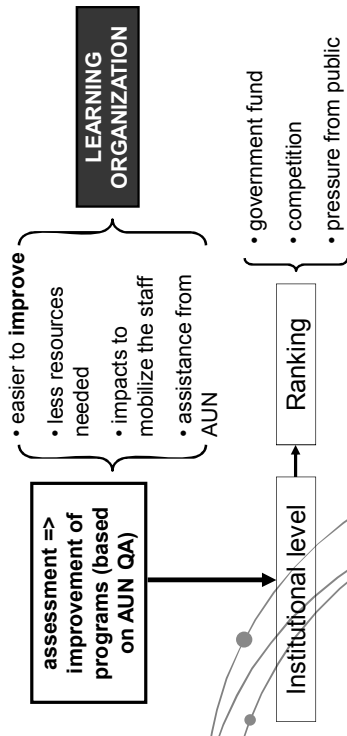 assessment =>
improvement of
programs (based
on AUN QA)
• easier to improve
• less resources
needed
• impacts to
mobilize the staff
• assistance from
AUN
LEARNING
ORGANIZATION
Institutional level
Ranking
• government fund
• competition
• pressure from public